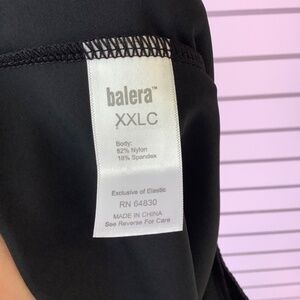 balera™
XXLC
Body:
82% Nylon
18% Spandex
Exclusive of Elastic
RN 64830
MADE IN CHINA
See Reverse For Care